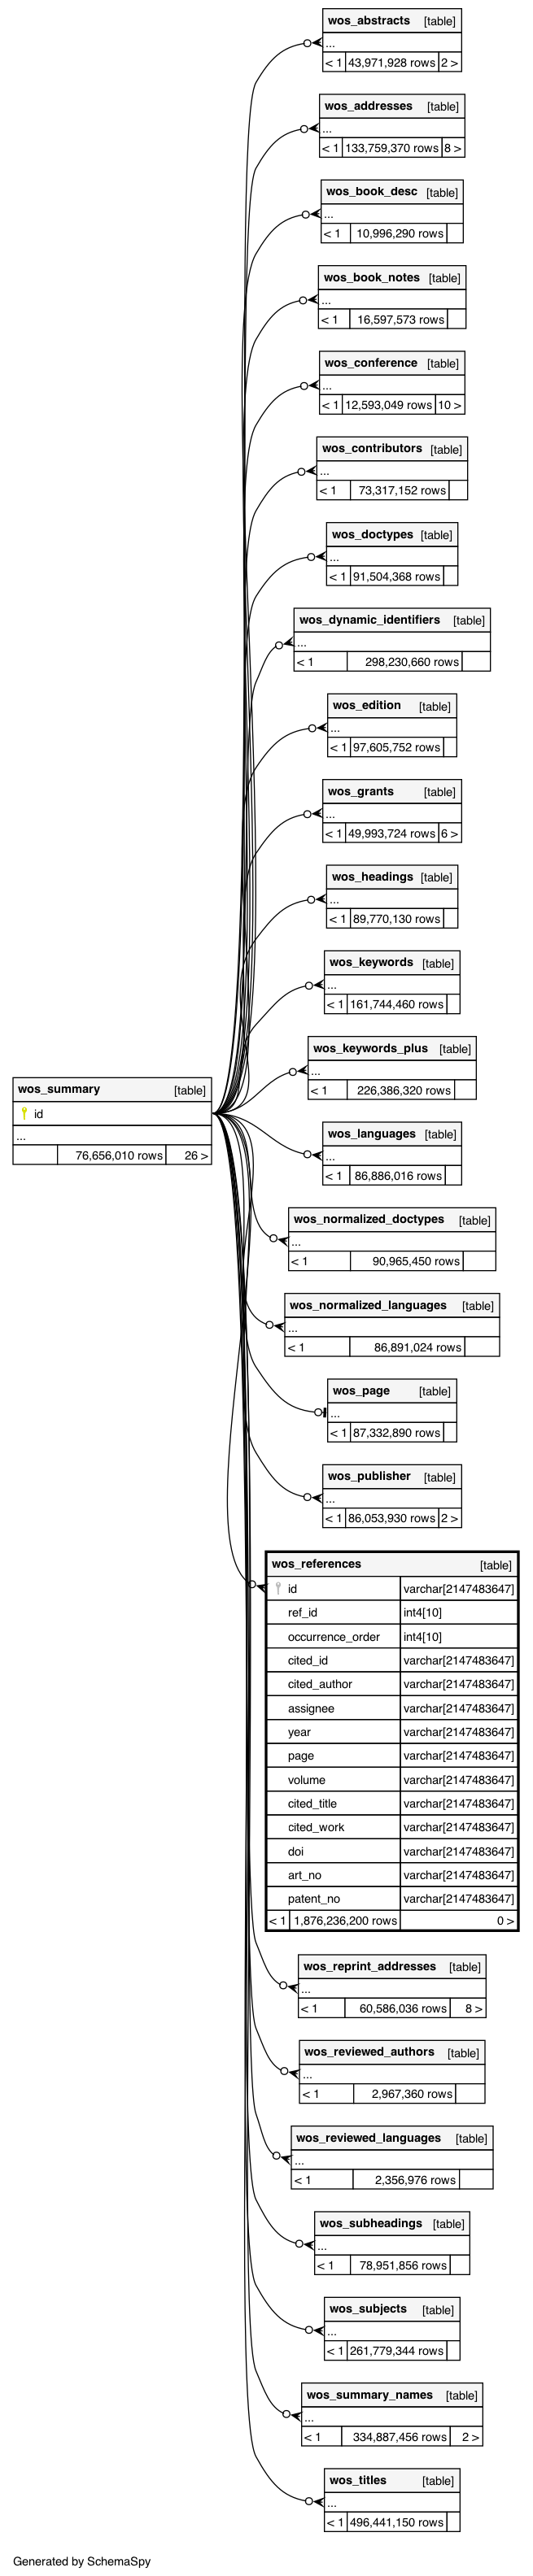 wos_abstracts [table]
...
< 1 43,971,928 rows 2 >
wos_addresses [table]
...
< 1 133,759,370 rows 8 >
wos_book_desc [table]
...
< 1 10,996,290 rows
wos_book_notes [table]
...
< 1 16,597,573 rows
wos_conference [table]
...
< 1 12,593,049 rows 10 >
wos_contributors [table]
...
< 1 73,317,152 rows
wos_doctypes [table]
...
< 1 91,504,368 rows
wos_dynamic_identifiers [table]
...
< 1 298,230,660 rows
wos_edition [table]
...
< 1 97,605,752 rows
wos_grants [table]
...
< 1 49,993,724 rows 6 >
wos_headings [table]
...
< 1 89,770,130 rows
wos_keywords [table]
...
< 1 161,744,460 rows
wos_keywords_plus [table]
...
< 1 226,386,320 rows
wos_summary [table]
id
...
76,656,010 rows 26 >
wos_languages [table]
...
< 1 86,886,016 rows
wos_normalized_doctypes [table]
...
< 1 90,965,450 rows
wos_normalized_languages [table]
...
< 1 86,891,024 rows
wos_page [table]
...
< 1 87,332,890 rows
wos_publisher [table]
...
< 1 86,053,930 rows 2 >
wos_references [table]
id varchar[2147483647]
ref_id int4[10]
occurrence_order int4[10]
cited_id varchar[2147483647]
cited_author varchar[2147483647]
assignee varchar[2147483647]
year varchar[2147483647]
page varchar[2147483647]
volume varchar[2147483647]
cited_title varchar[2147483647]
cited_work varchar[2147483647]
doi varchar[2147483647]
art_no varchar[2147483647]
patent_no varchar[2147483647]
< 1 1,876,236,200 rows 0 >
wos_reprint_addresses [table]
...
< 1 60,586,036 rows 8 >
wos_reviewed_authors [table]
...
< 1 2,967,360 rows
wos_reviewed_languages [table]
...
< 1 2,356,976 rows
wos_subheadings [table]
...
< 1 78,951,856 rows
wos_subjects [table]
...
< 1 261,779,344 rows
wos_summary_names [table]
...
< 1 334,887,456 rows 2 >
wos_titles [table]
...
< 1 496,441,150 rows
Generated by SchemaSpy